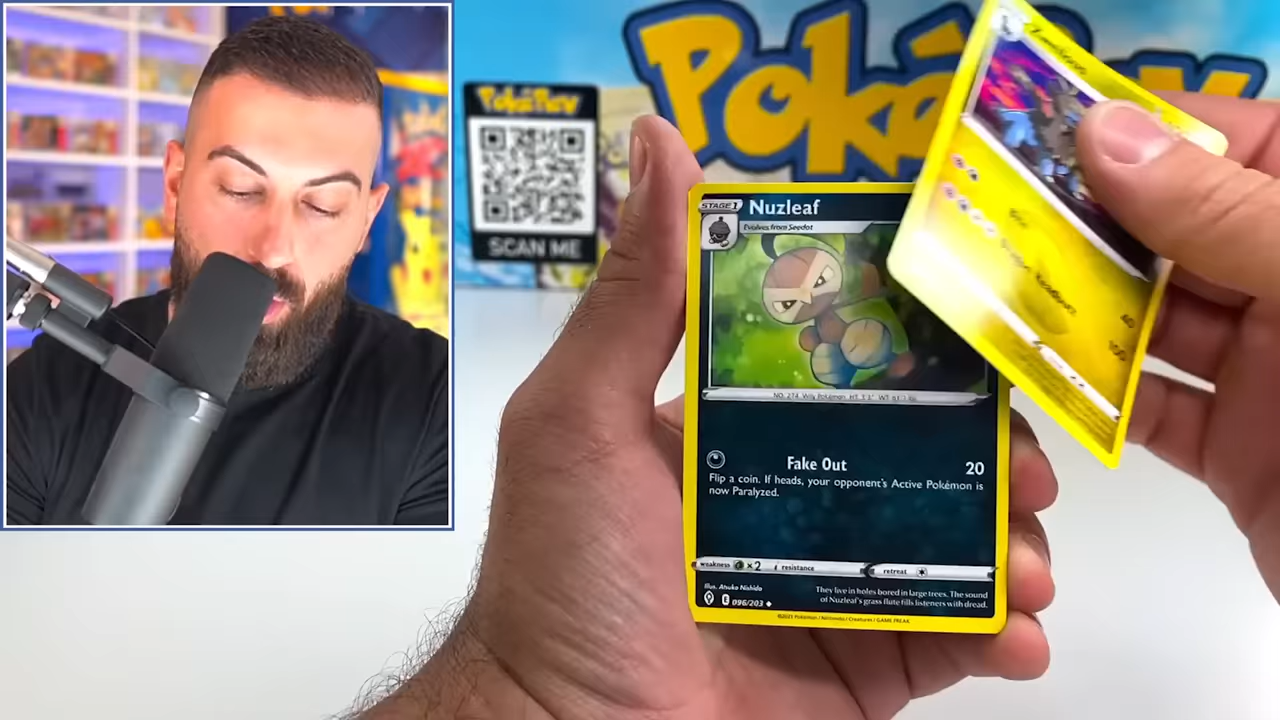 PokéRev
SCAN ME
Poké
STAGE 1
Nuzleaf
Evolves from Seedot
NO. 274 Wily Pokémon HT: 3'3" WT: 61.7 lbs.
Fake Out 20
Flip a coin. If heads, your opponent's Active Pokémon is
now Paralyzed.
weakness ×2 resistance retreat
Illus. Atsuko Nishida
E 096/203
They live in holes bored in large trees. The sound
of Nuzleaf's grass flute fills listeners with dread.
©2021 Pokémon / Nintendo / Creatures / GAME FREAK
40
100